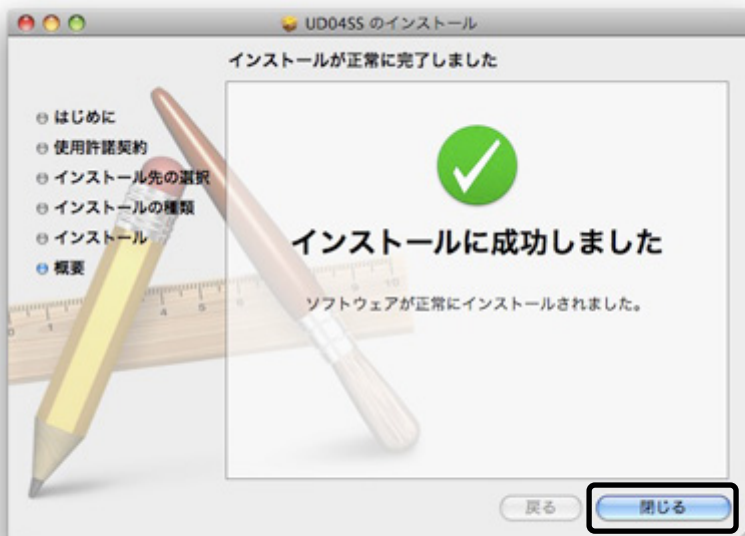 UD04SS のインストール
インストールが正常に完了しました
はじめに
使用許諾契約
インストール先の選択
インストールの種類
インストール
概要
インストールに成功しました
ソフトウェアが正常にインストールされました。
戻る
閉じる